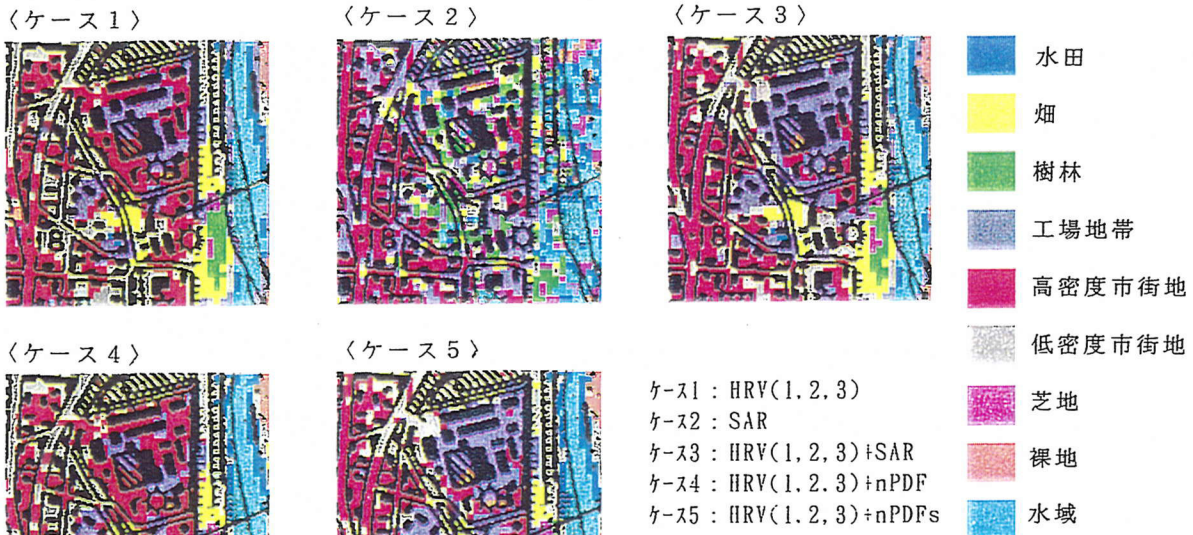 〈ケース1〉
〈ケース2〉
〈ケース3〉
〈ケース4〉
〈ケース5〉
ケース1 : HRV(1,2,3)
ケース2 : SAR
ケース3 : HRV(1,2,3)+SAR
ケース4 : HRV(1,2.3)+nPDF
ケース5 : HRV(1.2,3)+nPDFs
水田
畑
樹林
工場地帯
高密度市街地
低密度市街地
芝地
裸地
水域